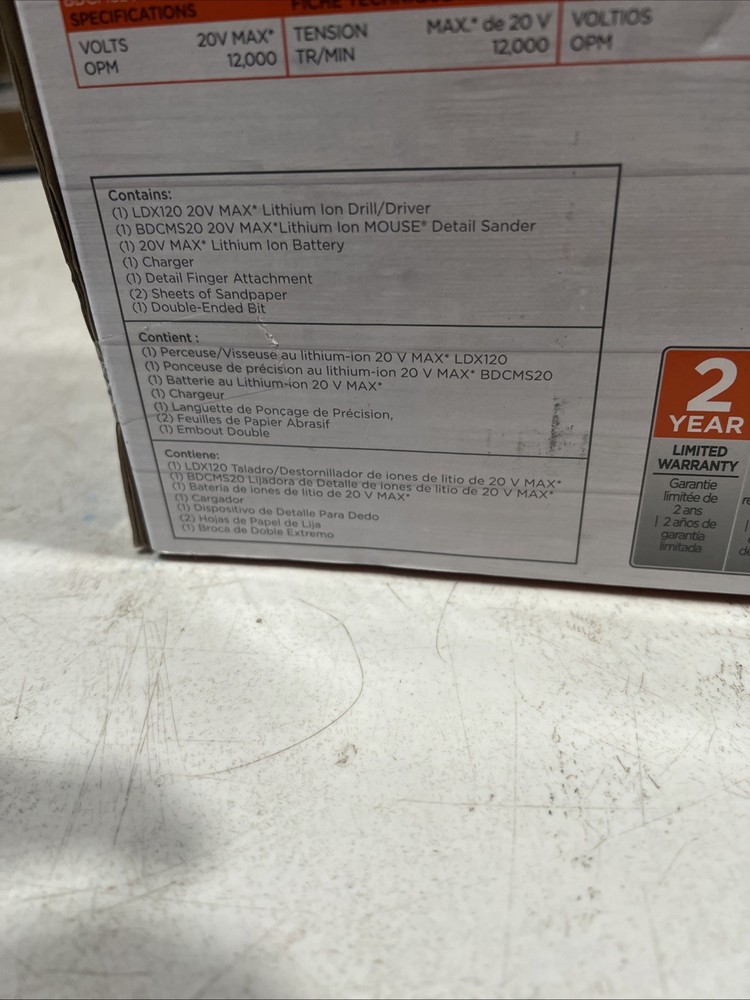 SPECIFICATIONS
VOLTS 20V MAX*
OPM 12,000
TENSION MAX.* de 20 V
TR/MIN 12,000
VOLTIOS
OPM
Contains:
(1) LDX120 20V MAX* Lithium Ion Drill/Driver
(1) BDCMS20 20V MAX*Lithium Ion MOUSE® Detail Sander
(1) 20V MAX* Lithium Ion Battery
(1) Charger
(1) Detail Finger Attachment
(2) Sheets of Sandpaper
(1) Double-Ended Bit
Contient :
(1) Perceuse/Visseuse au lithium-ion 20 V MAX* LDX120
(1) Ponceuse de précision au lithium-ion 20 V MAX* BDCMS20
(1) Batterie au Lithium-ion 20 V MAX*
(1) Chargeur
(1) Languette de Ponçage de Précision,
(2) Feuilles de Papier Abrasif
(1) Embout Double
Contiene:
(1) LDX120 Taladro/Destornillador de iones de litio de 20 V MAX*
(1) BDCMS20 Lijadora de Detalle de iones de litio de 20 V MAX*
(1) Batería de iones de litio de 20 V MAX*
(1) Cargador
(1) Dispositivo de Detalle Para Dedo
(2) Hojas de Papel de Lija
(1) Broca de Doble Extremo
2
YEAR
LIMITED
WARRANTY
Garantie
limitée de
2 ans
| 2 años de
garantía
limitada